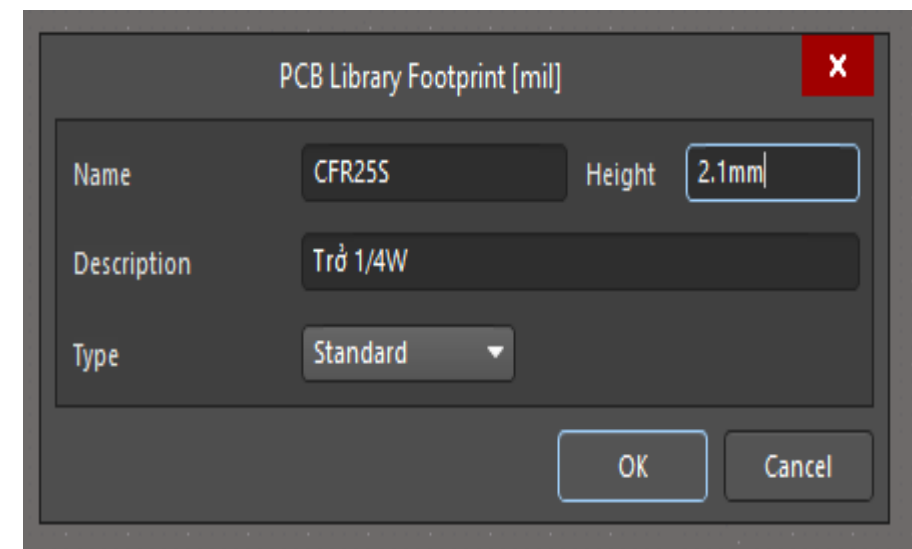 PCB Library Footprint [mil]
x
Name CFR25S Height 2.1mm
Description Trở 1/4W
Type Standard
OK Cancel